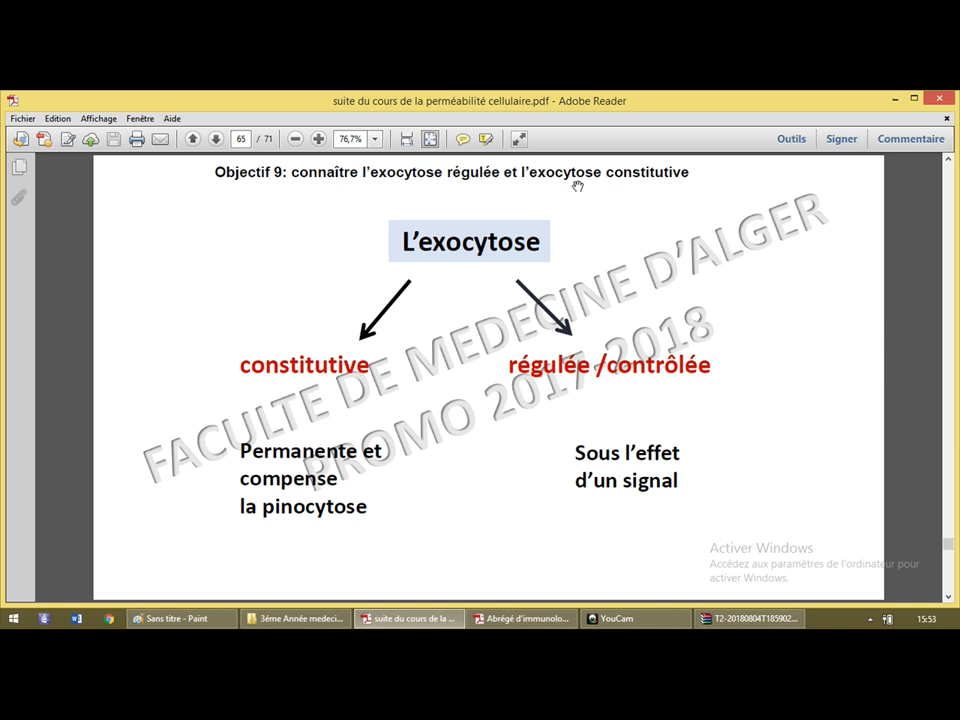 suite du cours de la perméabilité cellulaire.pdf - Adobe Reader
Fichier Edition Affichage Fenêtre Aide
65 / 71 76,7% Outils Signer Commentaire
Objectif 9: connaître l'exocytose régulée et l'exocytose constitutive
L'exocytose
constitutive régulée /contrôlée
FACULTE DE MEDECINE D'ALGER
PROMO 2017-2018
Permanente et
compense
la pinocytose
Sous l'effet
d'un signal
Activer Windows
Accédez aux paramètres de l'ordinateur pour
activer Windows.
Sans titre - Paint 3éme Année medeci... suite du cours de la ... Abrégé d'immunolo... YouCam T2-20180804T185902... 15:53